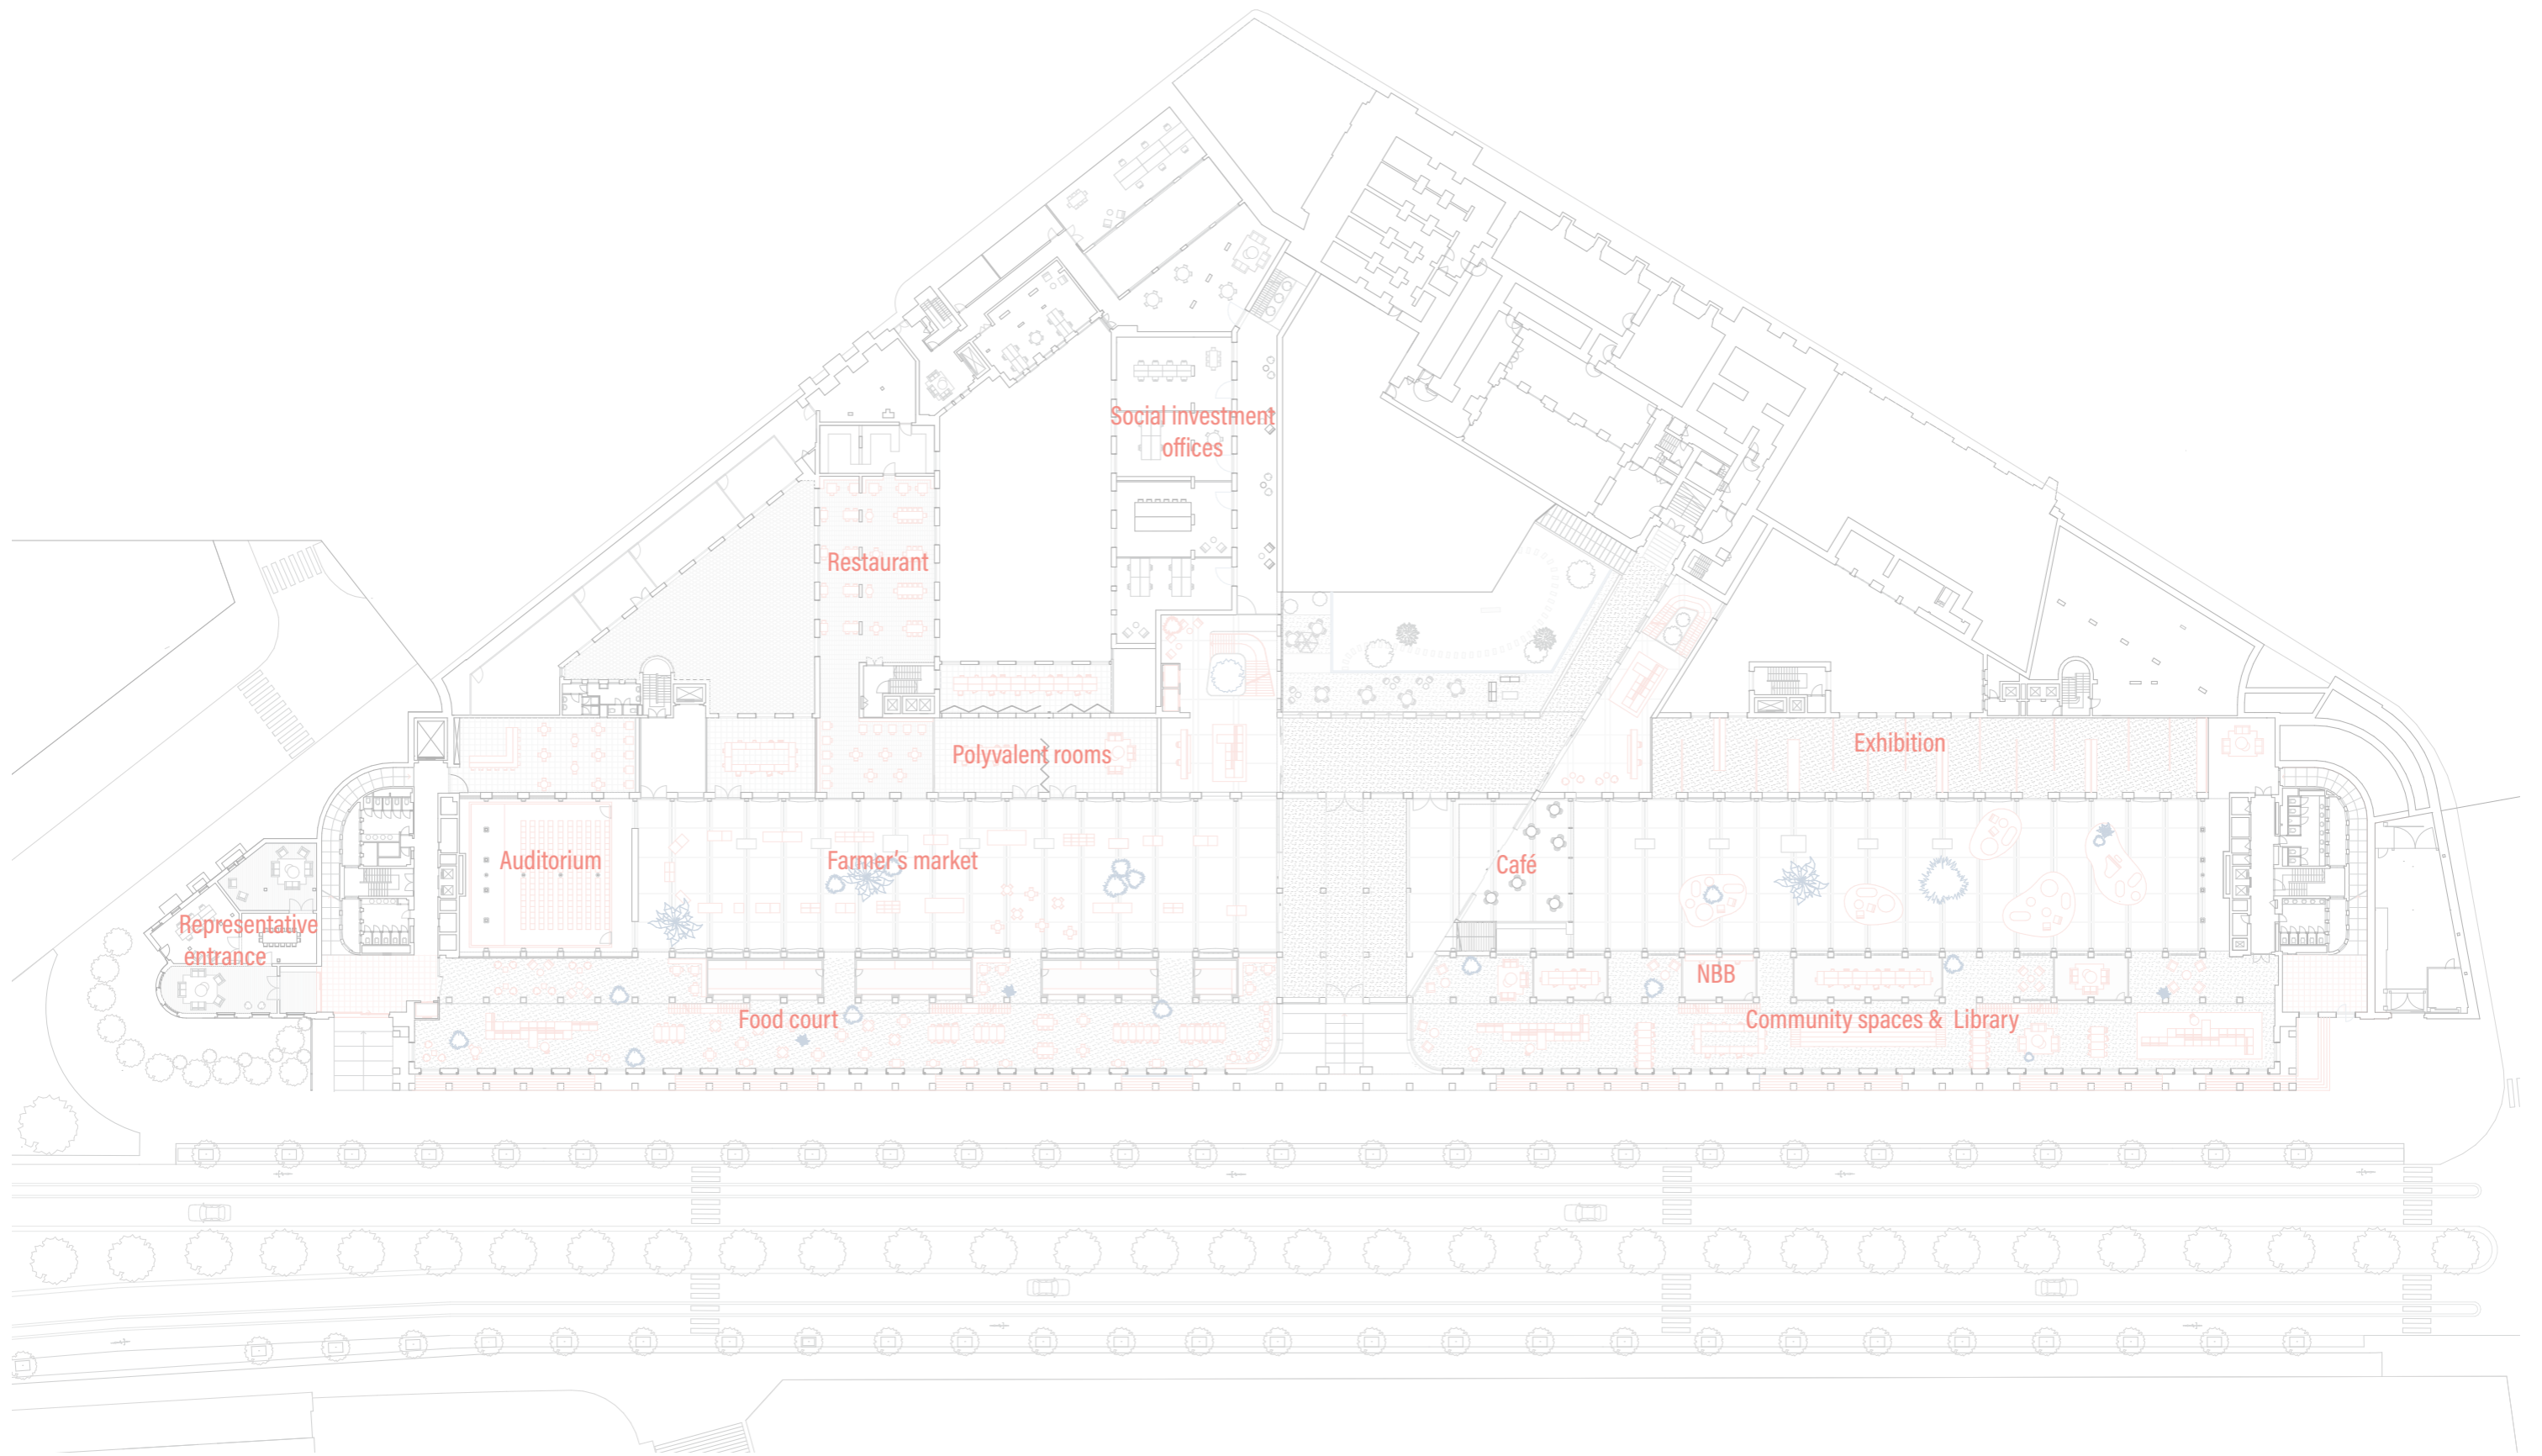 Social investment
offices
Restaurant
Polyvalent rooms
Exhibition
Auditorium
Farmer's market
Café
Representative
entrance
NBB
Food court
Community spaces & Library